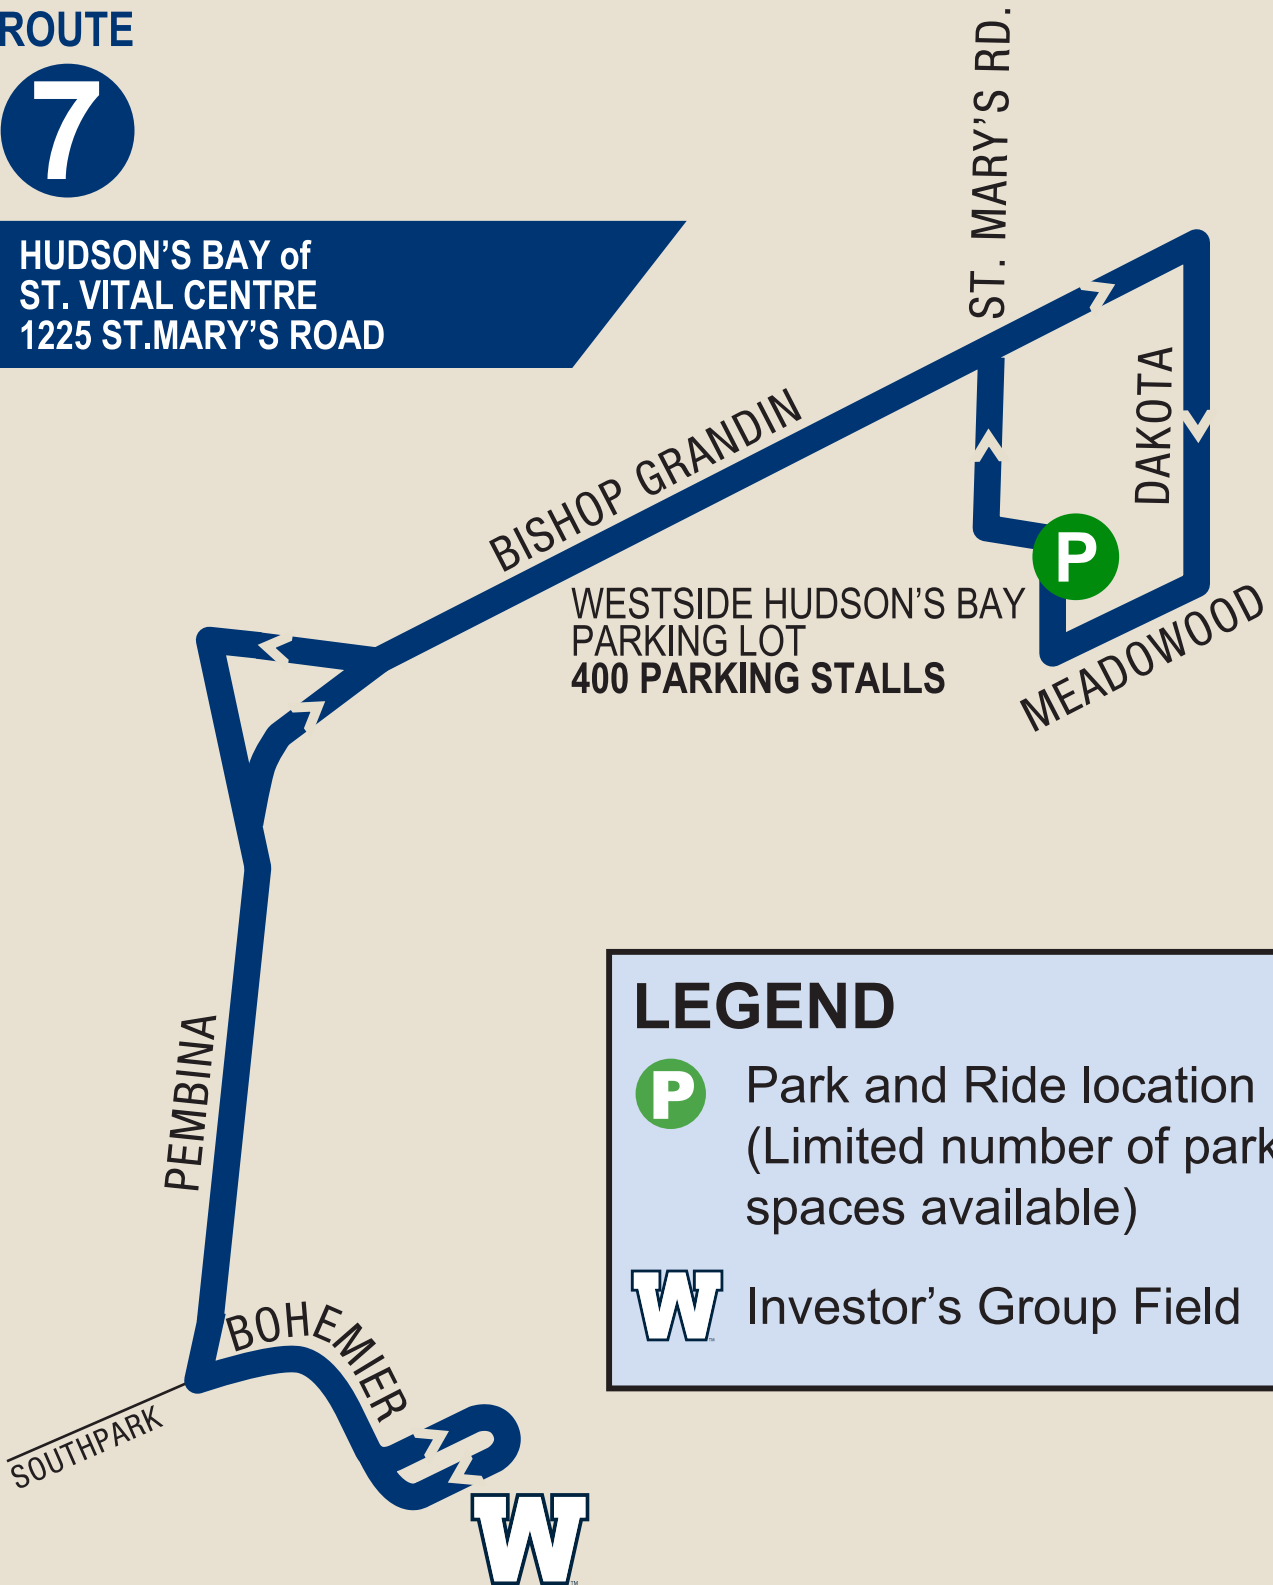 ROUTE
7
HUDSON'S BAY of
ST. VITAL CENTRE
1225 ST.MARY'S ROAD
ST. MARY'S RD.
BISHOP GRANDIN
DAKOTA
P
WESTSIDE HUDSON'S BAY
PARKING LOT
400 PARKING STALLS
MEADOWOOD
LEGEND
P Park and Ride location
(Limited number of park
spaces available)
W Investor's Group Field
PEMBINA
BOHEMIER
SOUTHPARK
W